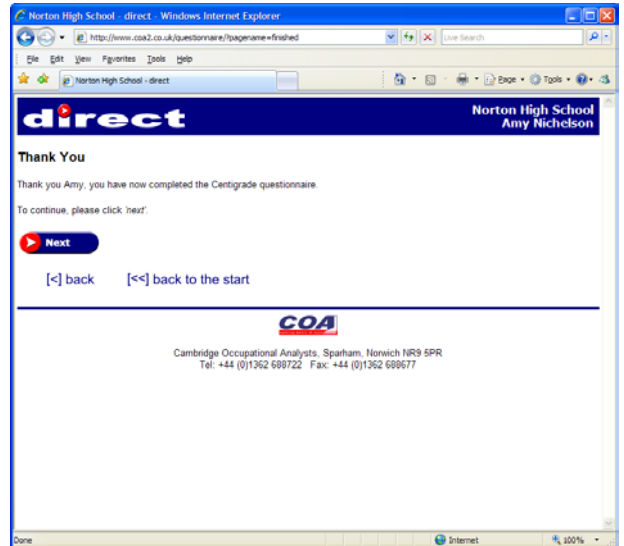 Norton High School - direct - Windows Internet Explorer
http://www.coa2.co.uk/questionnaire/?pagename=finished
Live Search
File Edit View Favorites Tools Help
Norton High School - direct
Page Tools
direct
Norton High School
Amy Nichelson
Thank You
Thank you Amy, you have now completed the Centigrade questionnaire.
To continue, please click 'next'.
Next
[<] back [<<] back to the start
COA
Cambridge Occupational Analysts, Sparham, Norwich NR9 5PR
Tel: +44 (0)1362 688722 Fax: +44 (0)1362 688677
Done Internet 100%